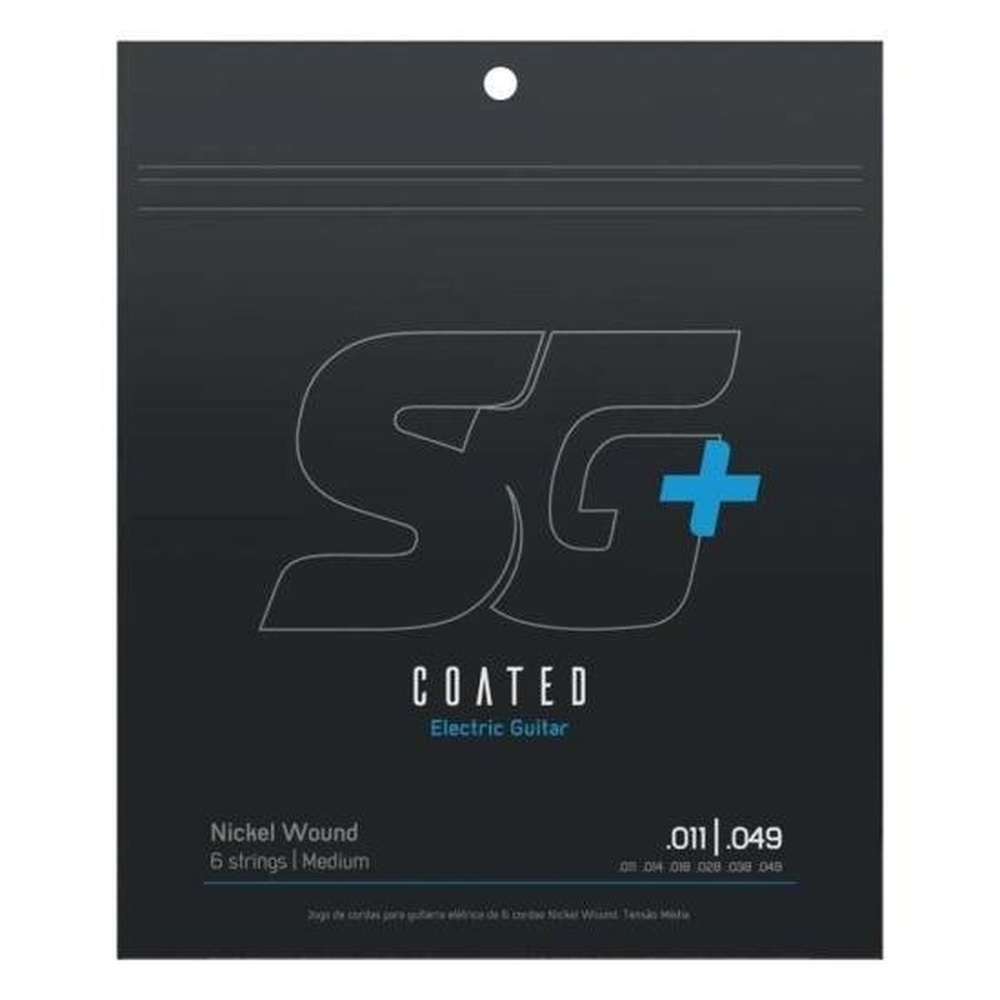 SG+
COATED
Electric Guitar
Nickel Wound
6 strings | Medium
.011 | .049
.011 .014 .018 .028 .038 .049
Jogo de cordas para guitarra elétrica de 6 cordas Nickel Wound. Tensão Média